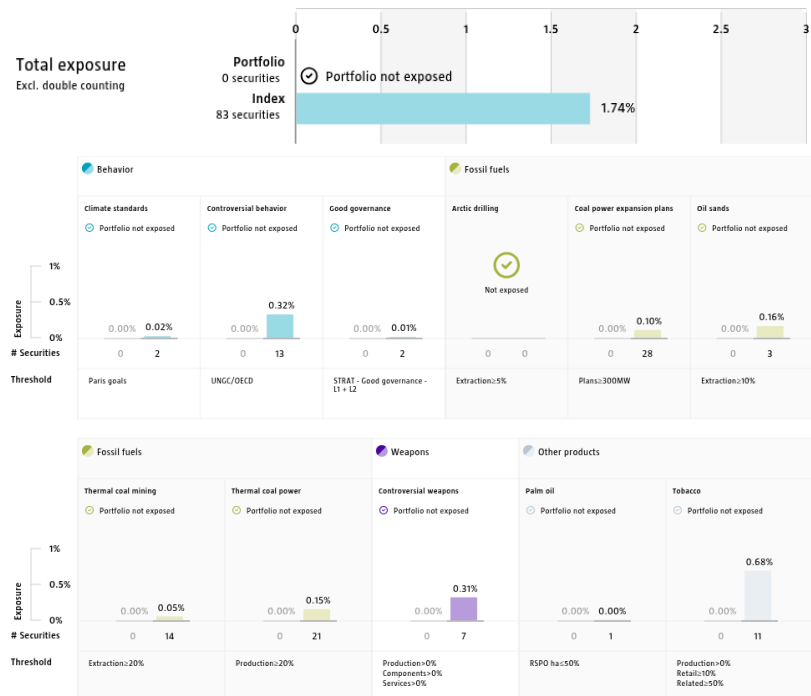 0 0.5 1 1.5 2 2.5 3
Total exposure
Excl. double counting
Portfolio
0 securities
Portfolio not exposed
Index
83 securities
1.74%
Behavior
Fossil fuels
Climate standards
Controversial behavior
Good governance
Arctic drilling
Coal power expansion plans
Oil sands
Portfolio not exposed
Portfolio not exposed
Portfolio not exposed
Portfolio not exposed
Portfolio not exposed
Not exposed
Exposure
1%
0.5%
0%
0.00% 0.02%
0.00% 0.32%
0.00% 0.01%
0.00% 0.10%
0.00% 0.16%
# Securities
0 2
0 13
0 2
0 0
0 28
0 3
Threshold
Paris goals
UNGC/OECD
STRAT - Good governance -
L1 + L2
Extraction≥5%
Plans≥300MW
Extraction≥10%
Fossil fuels
Weapons
Other products
Thermal coal mining
Thermal coal power
Controversial weapons
Palm oil
Tobacco
Portfolio not exposed
Portfolio not exposed
Portfolio not exposed
Portfolio not exposed
Portfolio not exposed
Exposure
1%
0.5%
0%
0.00% 0.05%
0.00% 0.15%
0.00% 0.31%
0.00% 0.00%
0.00% 0.68%
# Securities
0 14
0 21
0 7
0 1
0 11
Threshold
Extraction≥20%
Production≥20%
Production>0%
Components>0%
Services>0%
RSPO ha≤50%
Production>0%
Retail≥10%
Related≥50%